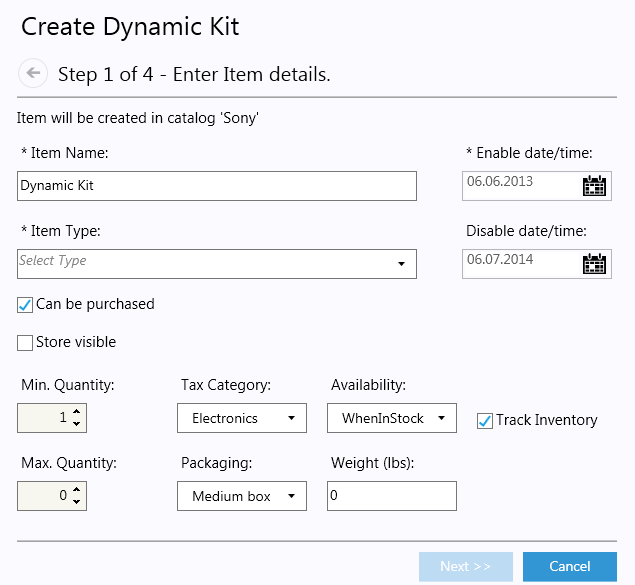 Create Dynamic Kit
Step 1 of 4 - Enter Item details.
Item will be created in catalog 'Sony'
* Item Name:
* Enable date/time:
Dynamic Kit
06.06.2013
* Item Type:
Disable date/time:
Select Type
06.07.2014
Can be purchased
Store visible
Min. Quantity:
Tax Category:
Availability:
1
Electronics
WhenInStock
Track Inventory
Max. Quantity:
Packaging:
Weight (lbs):
0
Medium box
0
Next >>
Cancel